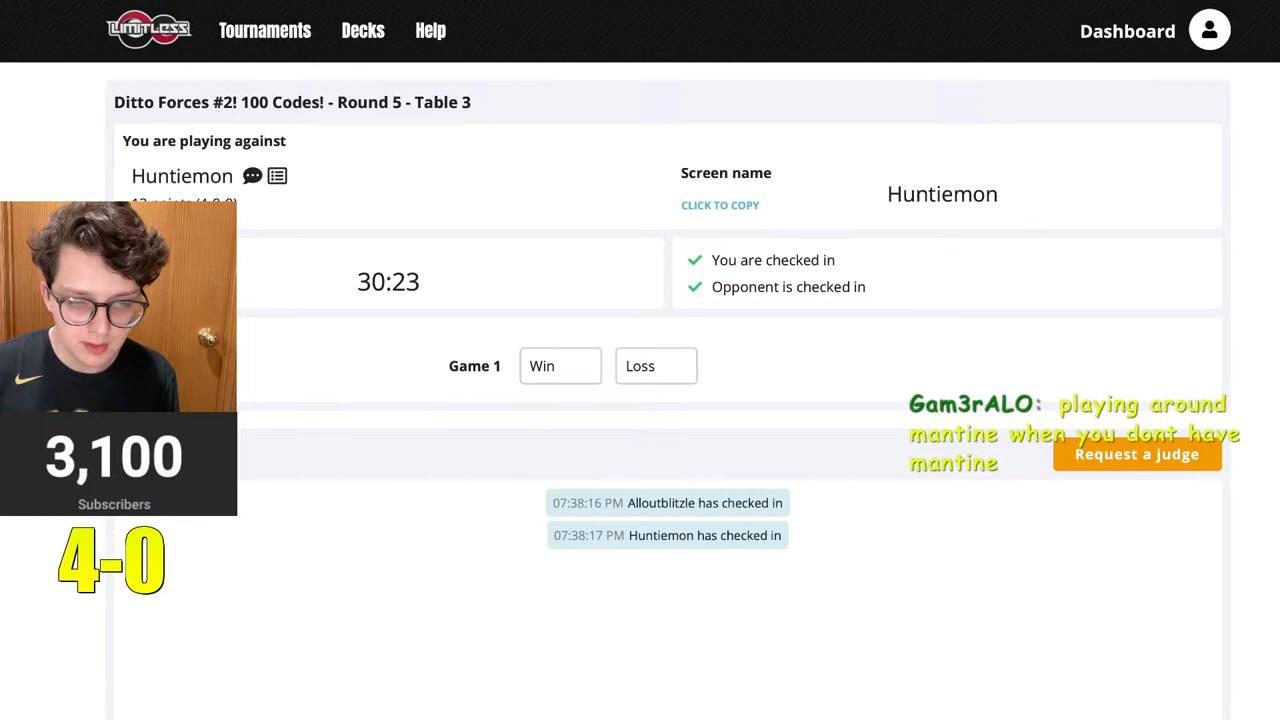 LIMITLESS Tournaments Decks Help Dashboard
Ditto Forces #2! 100 Codes! - Round 5 - Table 3
You are playing against
Huntiemon
Screen name
CLICK TO COPY
Huntiemon
30:23
You are checked in
Opponent is checked in
Game 1 Win Loss
Gam3rALO: playing around
mantine when you dont have
mantine
Request a judge
3,100
Subscribers
4-0
07:38:16 PM Alloutblitzle has checked in
07:38:17 PM Huntiemon has checked in